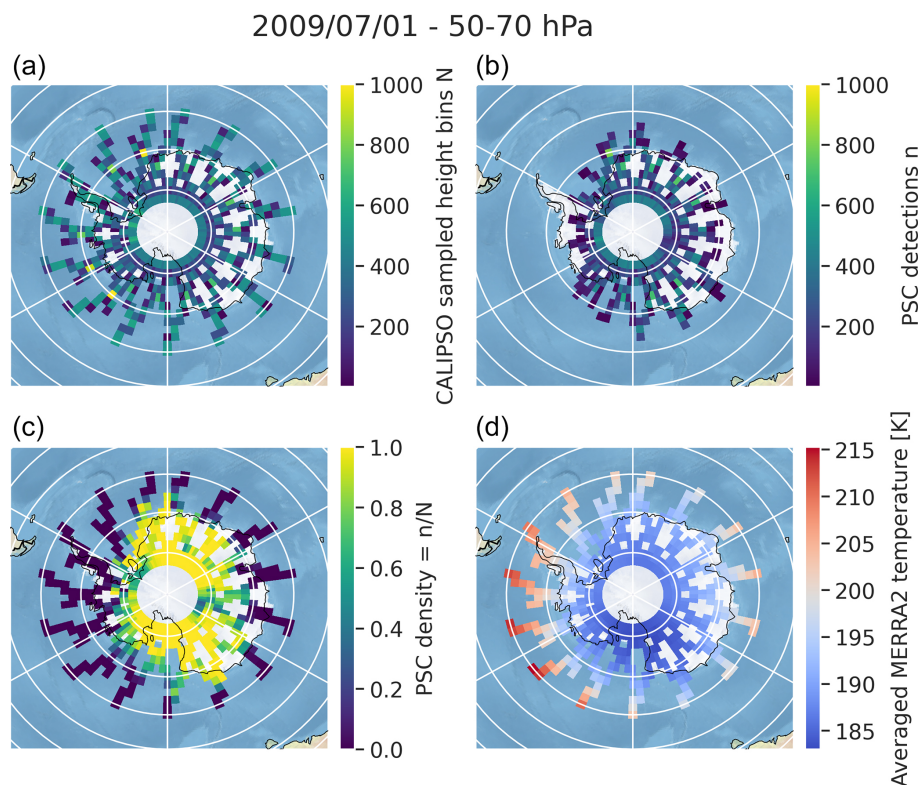 2009/07/01 - 50-70 hPa
(a)
1000
800
600
400
200
CALIPSO sampled height bins N
(b)
1000
800
600
400
200
PSC detections n
(c)
1.0
0.8
0.6
0.4
0.2
0.0
PSC density = n/N
(d)
215
210
205
200
195
190
185
Averaged MERRA2 temperature [K]